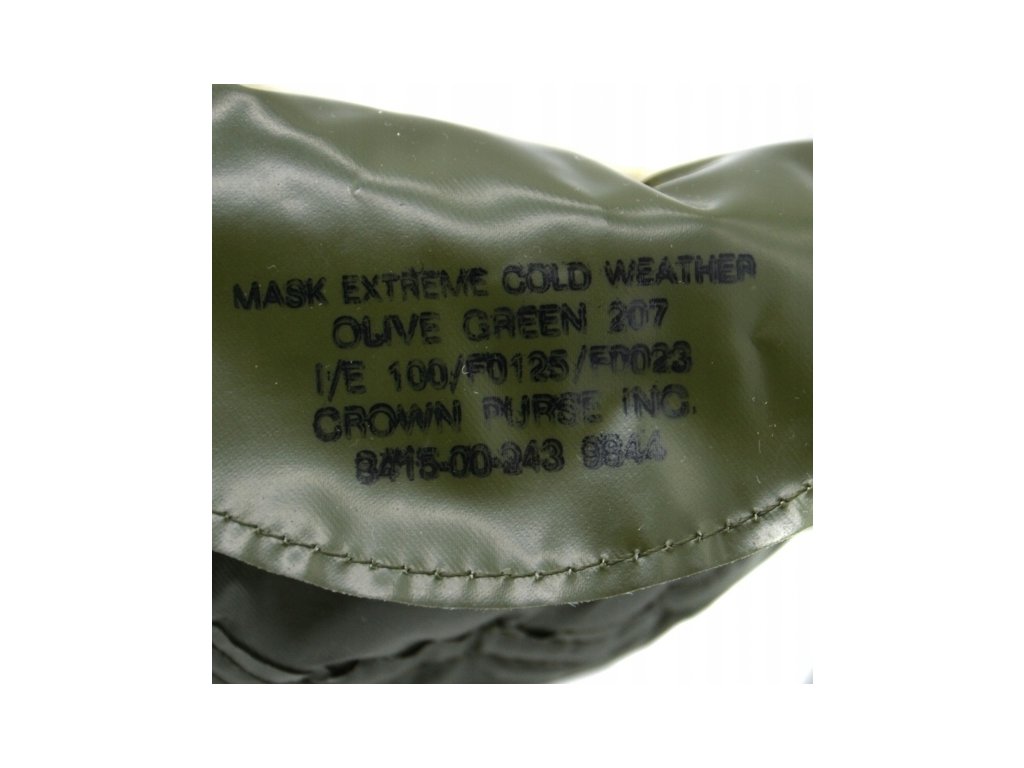 MASK EXTREME COLD WEATHER
OLIVE GREEN 207
I/E 100/F0125/F0023
CROWN PURSE INC.
8415-00-243 9844